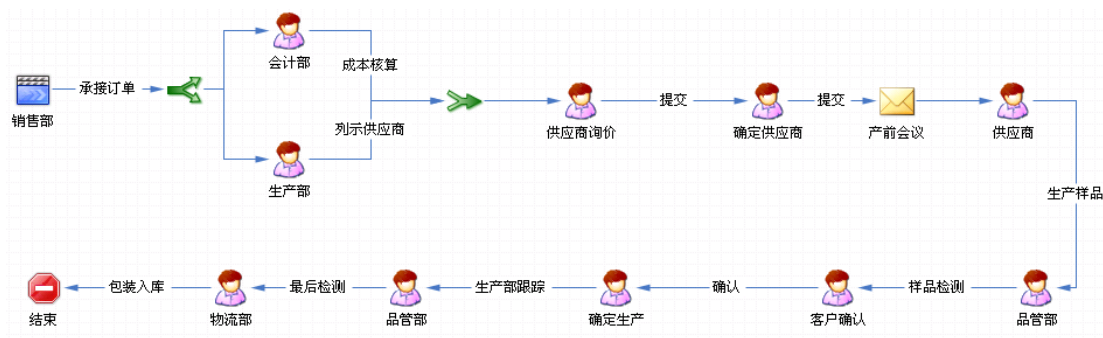 会计部
承接订单
成本核算
销售部
列示供应商
生产部
提交
提交
供应商询价
确定供应商
产前会议
供应商
生产样品
包装入库
最后检测
生产部跟踪
确认
样品检测
结束
物流部
品管部
确定生产
客户确认
品管部